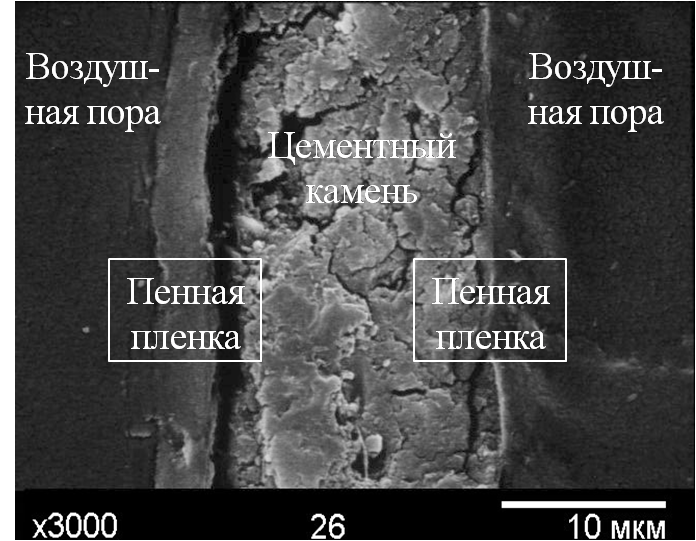 Воздуш-
ная пора
Воздуш-
ная пора
Цементный
камень
Пенная
пленка
Пенная
пленка
x3000
26
10 мкм